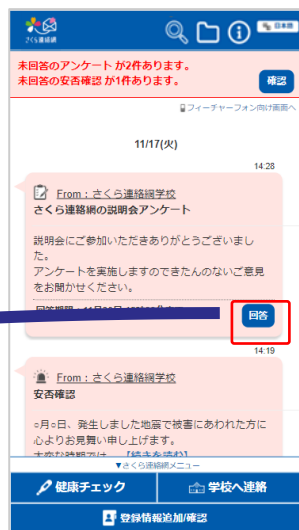 さくら連絡網
日本語
未回答のアンケート が2件あります。
未回答の安否確認 が1件あります。
確認
フィーチャーフォン向け画面へ
11/17(火)
14:28
From : さくら連絡網学校
さくら連絡網の説明会アンケート
説明会にご参加いただきありがとうございまし
た。
アンケートを実施しますのできたんのないご意見
をお聞かせください。
回答
14:19
From : さくら連絡網学校
安否確認
○月○日、発生しました地震で被害にあわれた方に
心よりお見舞い申し上げます。
【続きを読む】
▼さくら連絡網メニュー
健康チェック
学校へ連絡
登録情報追加/確認